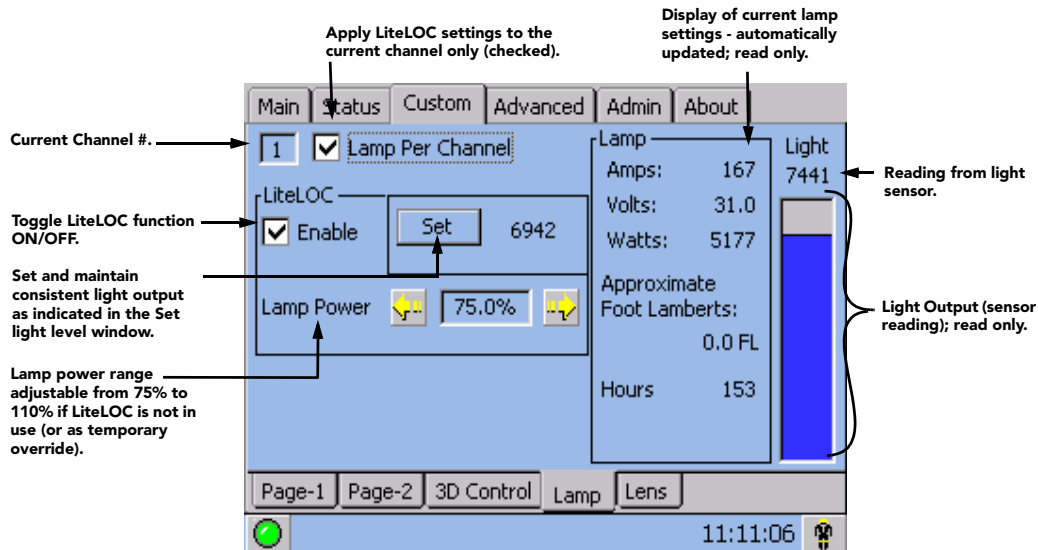 Apply LiteLOC settings to the
current channel only (checked).
Display of current lamp
settings - automatically
updated; read only.
Main Status Custom Advanced Admin About
Current Channel #.
1 Lamp Per Channel
Lamp
Amps: 167
Volts: 31.0
Watts: 5177
Approximate
Foot Lamberts:
0.0 FL
Hours 153
Light
7441
Reading from light
sensor.
LiteLOC
Toggle LiteLOC function
ON/OFF.
Enable Set 6942
Set and maintain
consistent light output
as indicated in the Set
light level window.
Lamp Power 75.0%
Light Output (sensor
reading); read only.
Lamp power range
adjustable from 75% to
110% if LiteLOC is not in
use (or as temporary
override).
Page-1 Page-2 3D Control Lamp Lens
11:11:06